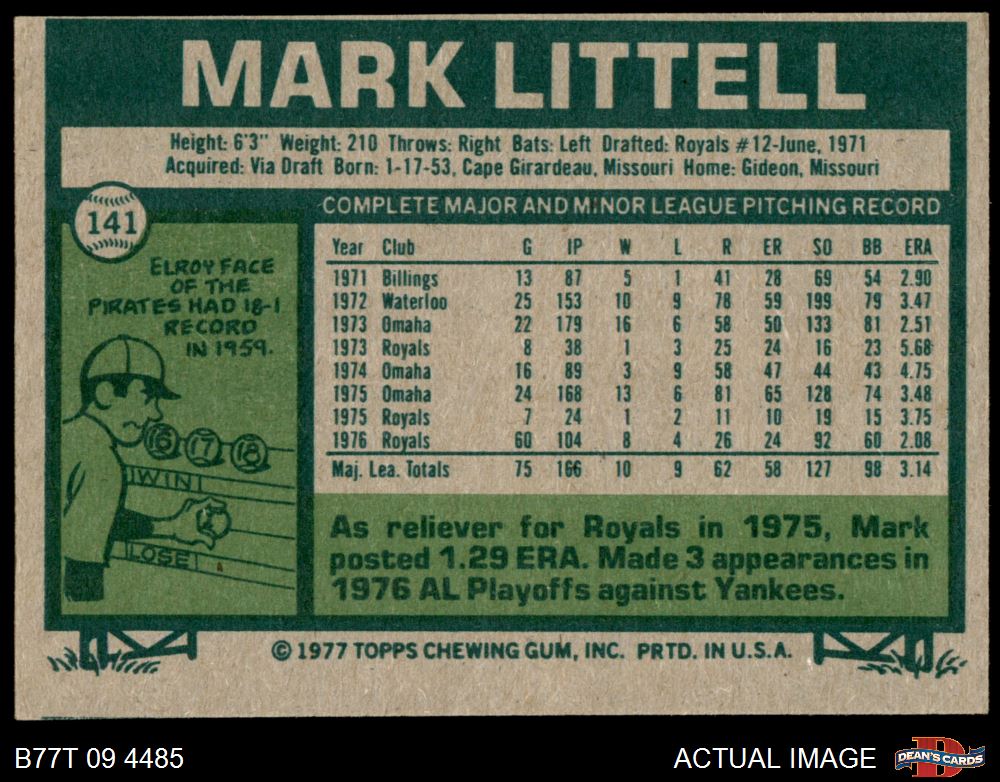 MARK LITTELL
Height: 6'3" Weight: 210 Throws: Right Bats: Left Drafted: Royals #12-June, 1971
Acquired: Via Draft Born: 1-17-53, Cape Girardeau, Missouri Home: Gideon, Missouri
141
COMPLETE MAJOR AND MINOR LEAGUE PITCHING RECORD
ELROY FACE
OF THE
PIRATES HAD 18-1
RECORD
IN 1959.
16 17 18
WIN
LOSE
Year Club G IP W L R ER SO BB ERA
1971 Billings 13 87 5 1 41 28 69 54 2.90
1972 Waterloo 25 153 10 9 78 59 199 79 3.47
1973 Omaha 22 179 16 6 58 50 133 81 2.51
1973 Royals 8 38 1 3 25 24 16 23 5.68
1974 Omaha 16 89 3 9 58 47 44 43 4.75
1975 Omaha 24 168 13 6 81 65 128 74 3.48
1975 Royals 7 24 1 2 11 10 19 15 3.75
1976 Royals 60 104 8 4 26 24 92 60 2.08
Maj. Lea. Totals 75 166 10 9 62 58 127 98 3.14
As reliever for Royals in 1975, Mark
posted 1.29 ERA. Made 3 appearances in
1976 AL Playoffs against Yankees.
© 1977 TOPPS CHEWING GUM, INC. PRTD. IN U.S.A.
B77T 09 4485
ACTUAL IMAGE
D
DEAN'S CARDS